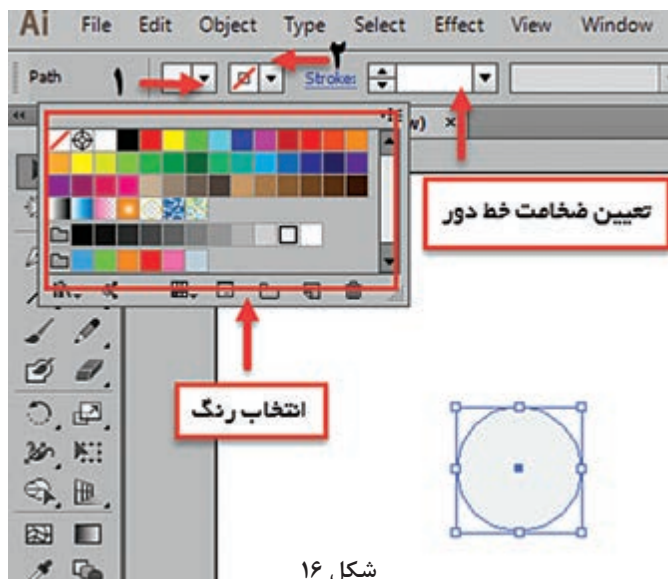 Ai File Edit Object Type Select Effect View Window
۲
Path ۱ Stroke:
w) ×
تعیین ضخامت خط دور
انتخاب رنگ
شکل ۱۶